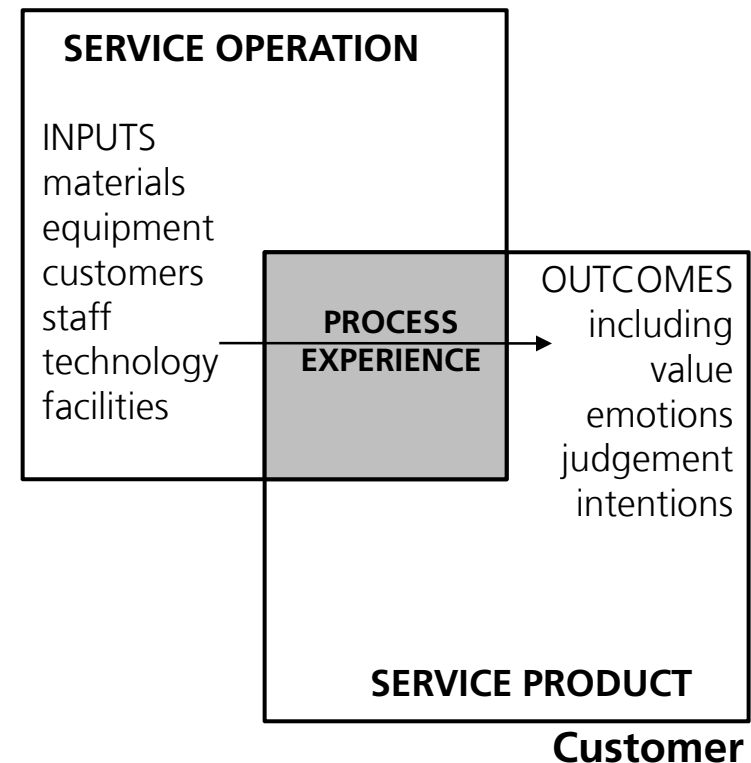 SERVICE OPERATION
INPUTS
materials
equipment
customers
staff
technology
facilities
PROCESS
EXPERIENCE
OUTCOMES
including
value
emotions
judgement
intentions
SERVICE PRODUCT
Customer